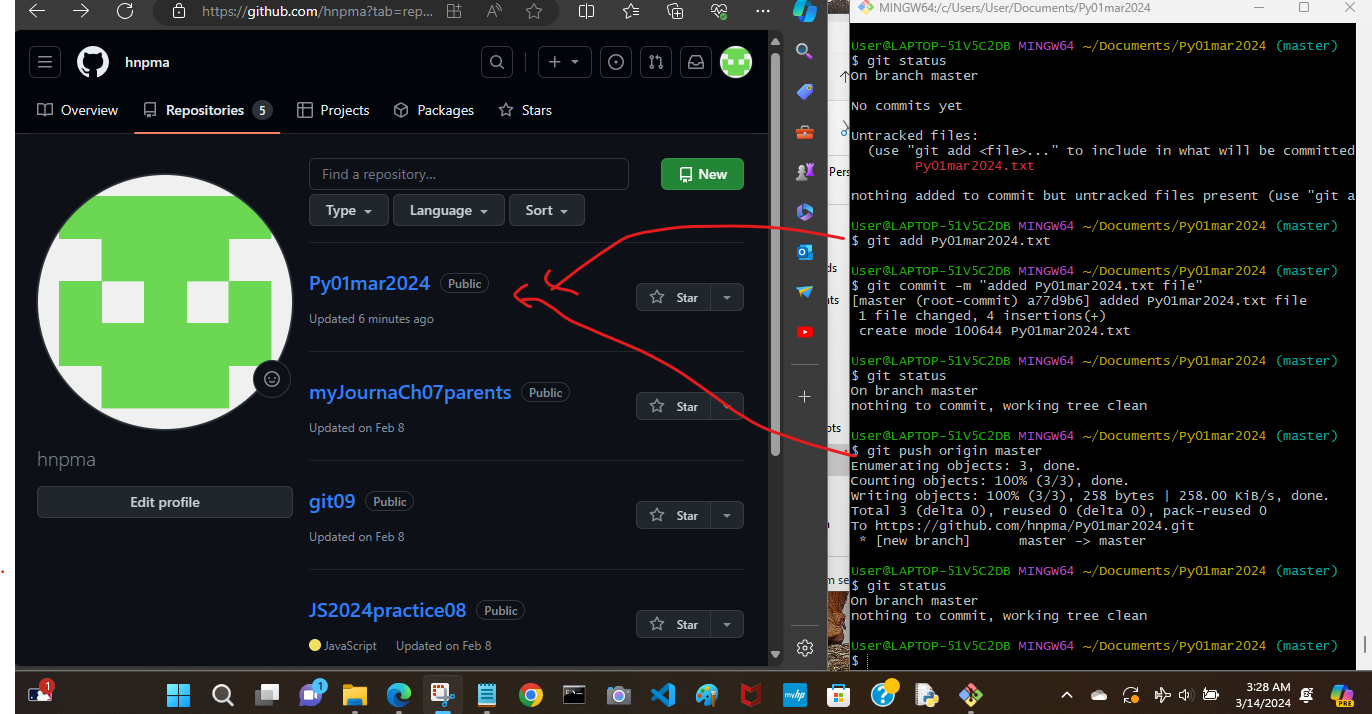 https://github.com/hnpma?tab=rep...
hnpma
Overview
Repositories 5
Projects
Packages
Stars
Find a repository...
New
Type
Language
Sort
Py01mar2024 Public
Star
Updated 6 minutes ago
myJournaCh07parents Public
Star
Updated on Feb 8
hnpma
Edit profile
git09 Public
Star
Updated on Feb 8
JS2024practice08 Public
Star
JavaScript Updated on Feb 8
Pers
ds
nts
pts
m se
MINGW64:/c/Users/User/Documents/Py01mar2024
User@LAPTOP-51V5C2DB MINGW64 ~/Documents/Py01mar2024 (master)
$ git status
On branch master
No commits yet
Untracked files:
(use "git add <file>..." to include in what will be committed
Py01mar2024.txt
nothing added to commit but untracked files present (use "git a
User@LAPTOP-51V5C2DB MINGW64 ~/Documents/Py01mar2024 (master)
$ git add Py01mar2024.txt
User@LAPTOP-51V5C2DB MINGW64 ~/Documents/Py01mar2024 (master)
$ git commit -m "added Py01mar2024.txt file"
[master (root-commit) a77d9b6] added Py01mar2024.txt file
1 file changed, 4 insertions(+)
create mode 100644 Py01mar2024.txt
User@LAPTOP-51V5C2DB MINGW64 ~/Documents/Py01mar2024 (master)
$ git status
On branch master
nothing to commit, working tree clean
User@LAPTOP-51V5C2DB MINGW64 ~/Documents/Py01mar2024 (master)
$ git push origin master
Enumerating objects: 3, done.
Counting objects: 100% (3/3), done.
Writing objects: 100% (3/3), 258 bytes | 258.00 KiB/s, done.
Total 3 (delta 0), reused 0 (delta 0), pack-reused 0
To https://github.com/hnpma/Py01mar2024.git
* [new branch] master -> master
User@LAPTOP-51V5C2DB MINGW64 ~/Documents/Py01mar2024 (master)
$ git status
On branch master
nothing to commit, working tree clean
User@LAPTOP-51V5C2DB MINGW64 ~/Documents/Py01mar2024 (master)
$
1
1
myhp
3:28 AM
3/14/2024
PRE